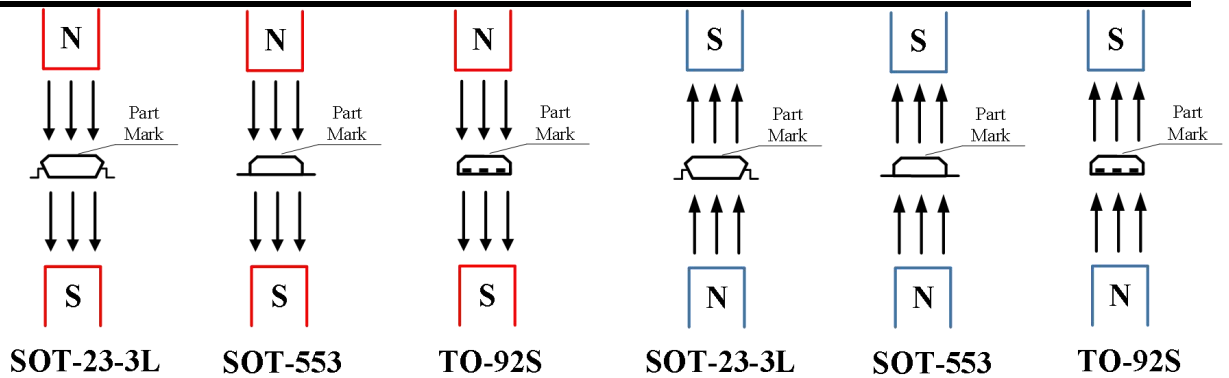 N N N S S S
Part Part Part Part Part Part
Mark Mark Mark Mark Mark Mark
S S S N N N
SOT-23-3L SOT-553 TO-92S SOT-23-3L SOT-553 TO-92S